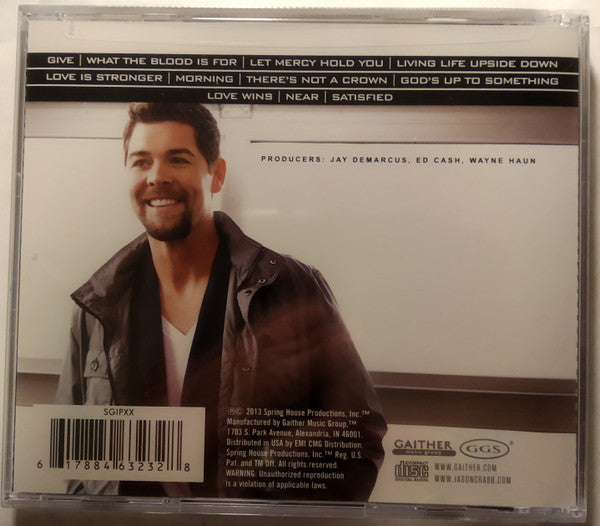 GIVE | WHAT THE BLOOD IS FOR | LET MERCY HOLD YOU | LIVING LIFE UPSIDE DOWN
LOVE IS STRONGER | MORNING | THERE'S NOT A CROWN | GOD'S UP TO SOMETHING
LOVE WINS | NEAR | SATISFIED
PRODUCERS: JAY DEMARCUS, ED CASH, WAYNE HAUN
SGIPXX
6 17884 63232 8
℗© 2013 Spring House Productions, Inc.™
Manufactured by Gaither Music Group,™
1703 S. Park Avenue, Alexandria, IN 46001.
Distributed in USA by EMI CMG Distribution.
Spring House Productions, Inc.™ Reg. U.S.
Pat. and TM Off. All rights reserved.
WARNING: Unauthorized reproduction
is a violation of applicable laws.
GAITHER
music group
GGS
COMPACT
disc
DIGITAL AUDIO
WWW.GAITHER.COM
WWW.JASONCRABB.COM